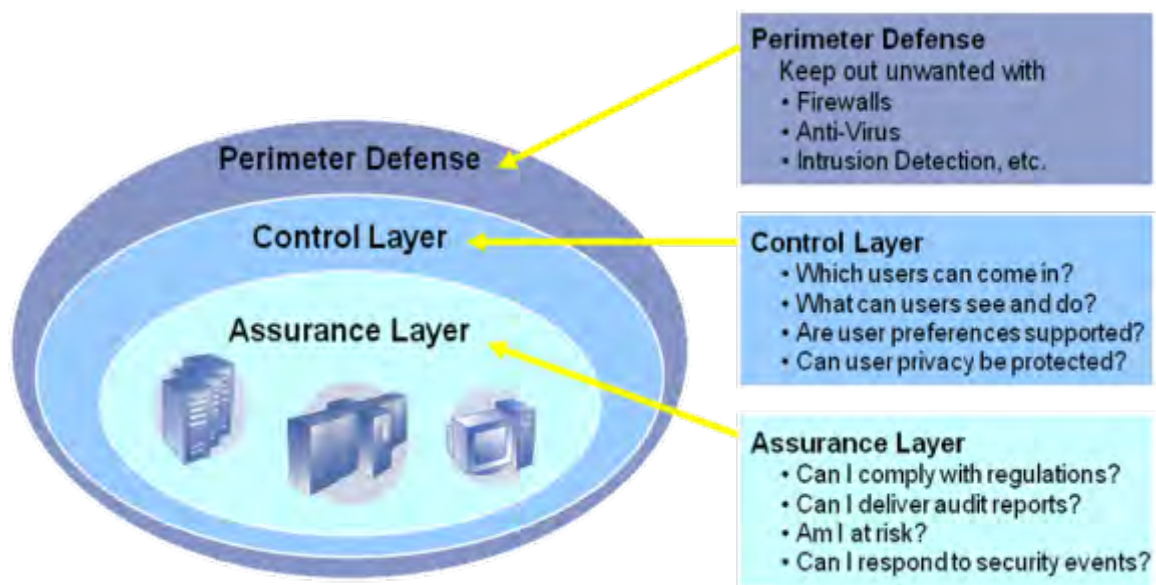 Perimeter Defense
Control Layer
Assurance Layer
Perimeter Defense
Keep out unwanted with
• Firewalls
• Anti-Virus
• Intrusion Detection, etc.
Control Layer
• Which users can come in?
• What can users see and do?
• Are user preferences supported?
• Can user privacy be protected?
Assurance Layer
• Can I comply with regulations?
• Can I deliver audit reports?
• Am I at risk?
• Can I respond to security events?